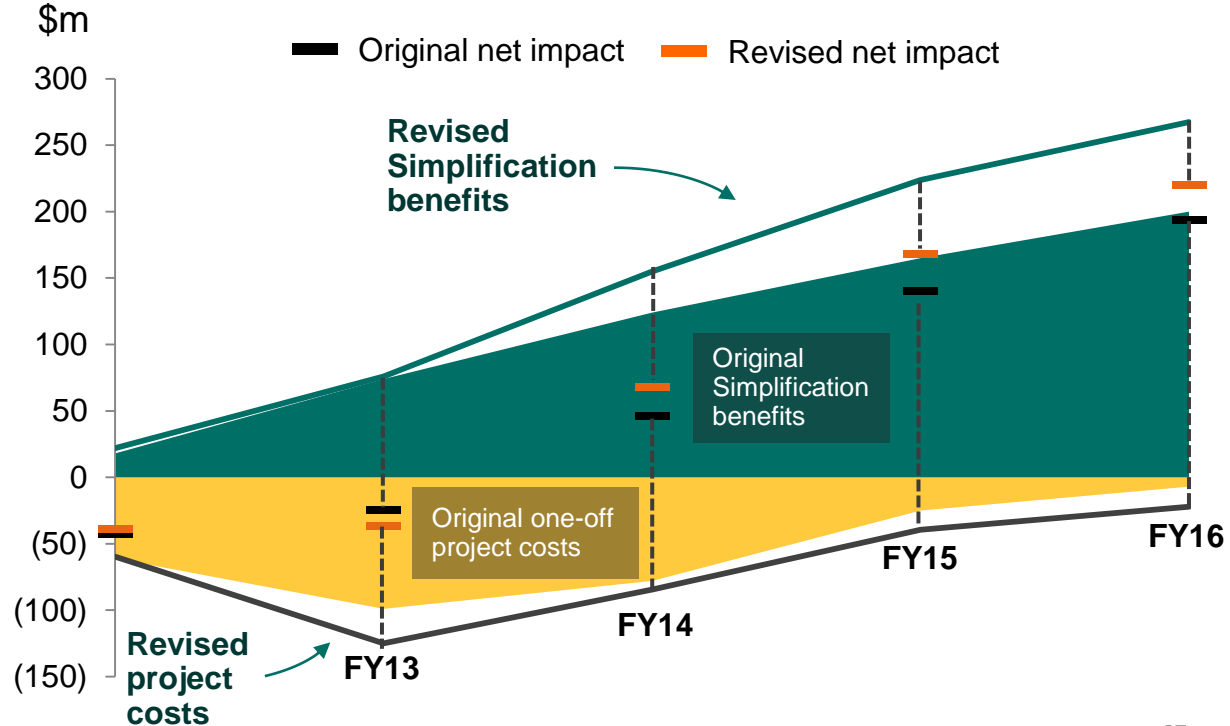 $m
Original net impact
Revised net impact
300
250
200
150
100
50
0
(50)
(100)
(150)
Revised
Simplification
benefits
Original
Simplification
benefits
Original one-off
project costs
Revised
project
costs
FY13
FY14
FY15
FY16